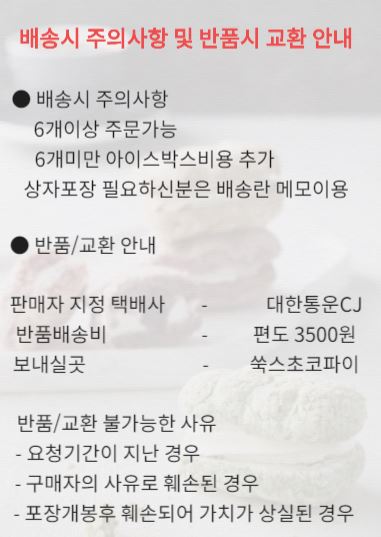 배송시 주의사항 및 반품시 교환 안내
● 배송시 주의사항
6개이상 주문가능
6개미만 아이스박스비용 추가
상자포장 필요하신분은 배송란 메모이용
● 반품/교환 안내
판매자 지정 택배사 - 대한통운CJ
반품배송비 - 편도 3500원
보내실곳 - 쑥스초코파이
반품/교환 불가능한 사유
- 요청기간이 지난 경우
- 구매자의 사유로 훼손된 경우
- 포장개봉후 훼손되어 가치가 상실된 경우